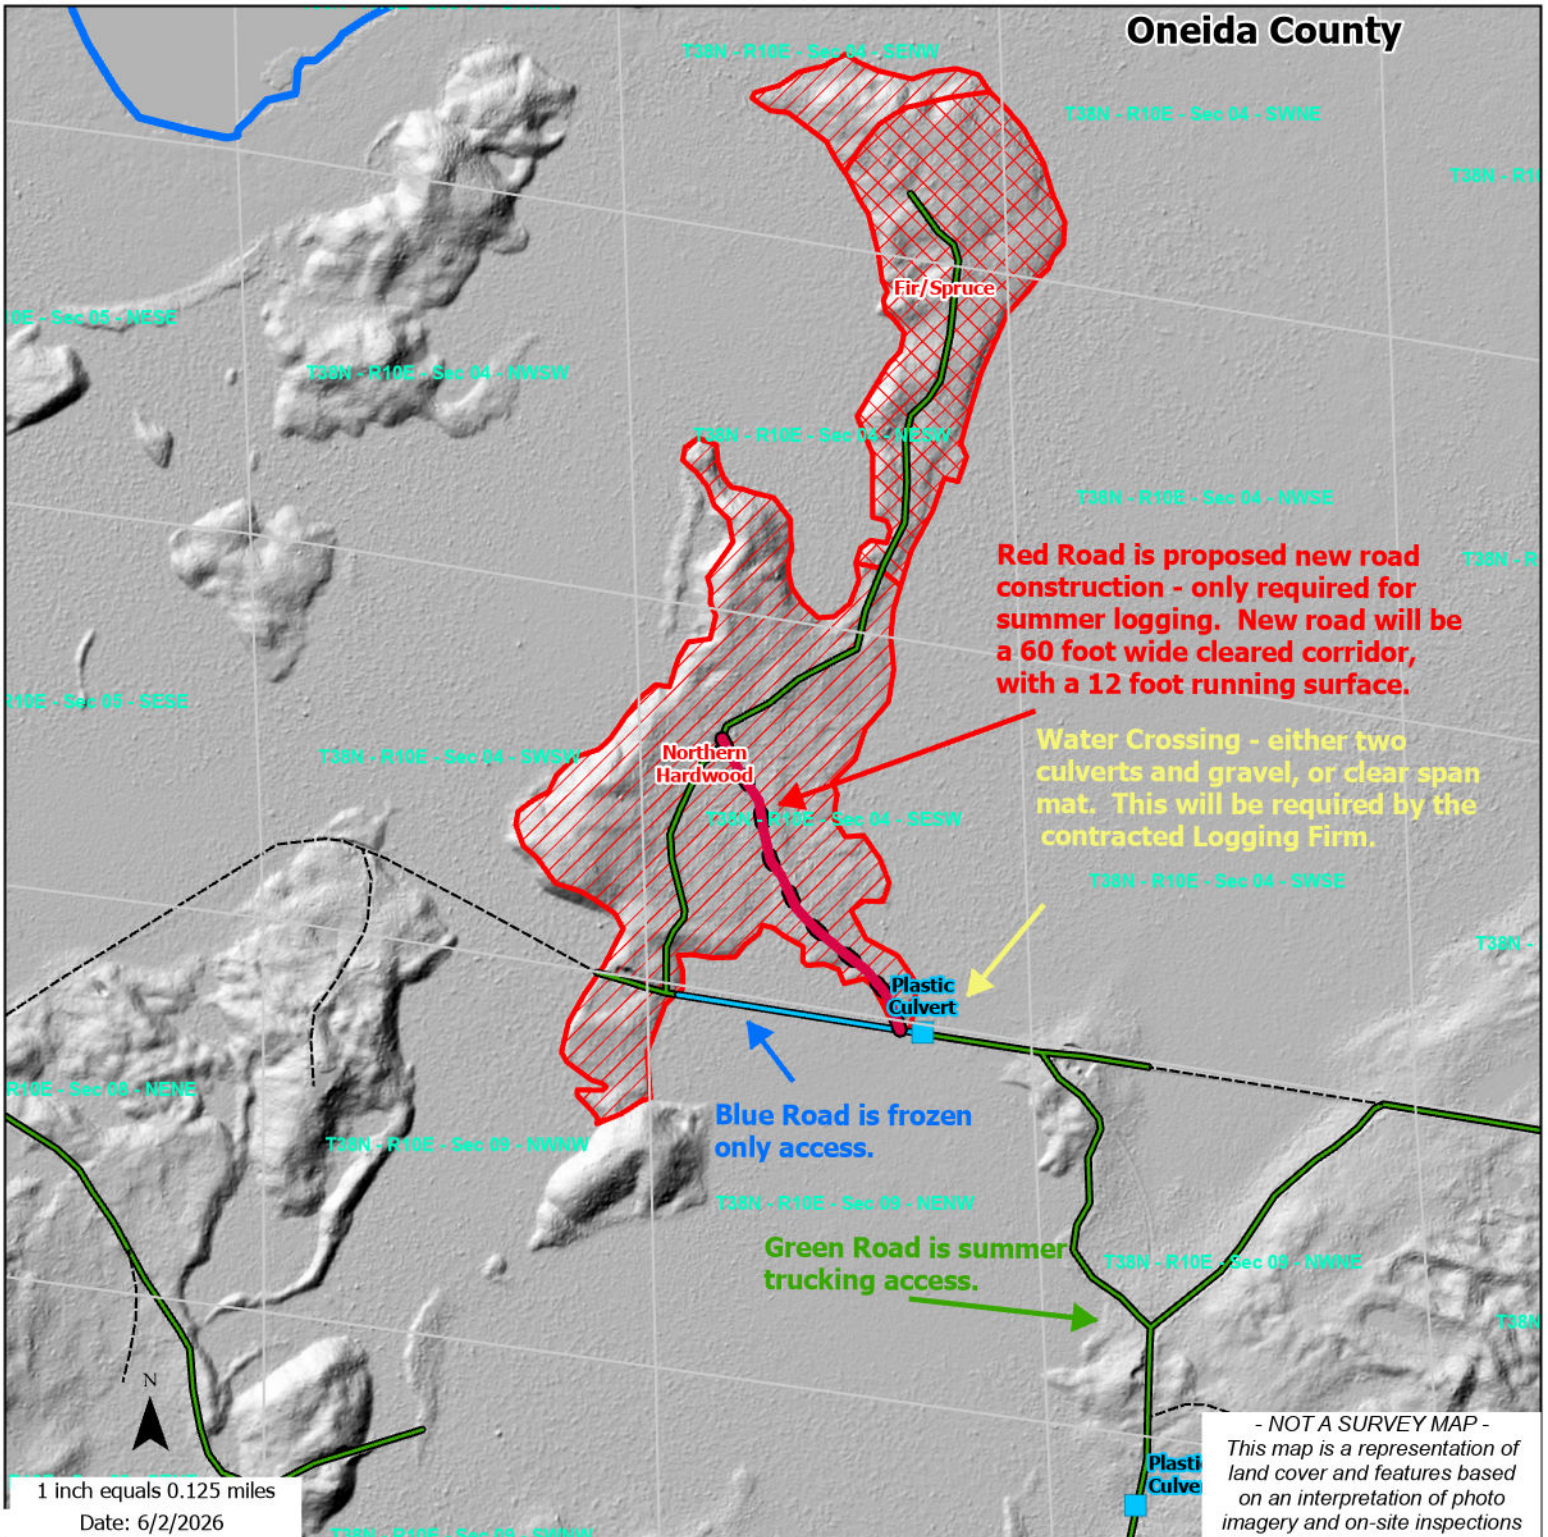 Oneida County
T38N - R10E - Sec 04 - SENW
T38N - R10E - Sec 04 - SWNE
T38N - R1
Fir/Spruce
10E - Sec 05 - NESE
T38N - R10E - Sec 04 - NWSW
T38N - R10E - Sec 04 - NESW
T38N - R10E - Sec 04 - NWSE
Red Road is proposed new road
construction - only required for
summer logging. New road will be
a 60 foot wide cleared corridor,
with a 12 foot running surface.
T38N - R
R10E - Sec 05 - SESE
T38N - R10E - Sec 04 - SWSW
Northern
Hardwood
Water Crossing - either two
culverts and gravel, or clear span
mat. This will be required by the
contracted Logging Firm.
T38N - R10E - Sec 04 - SESW
T38N - R10E - Sec 04 - SWSE
T38N -
Plastic
Culvert
R10E - Sec 08 - NENE
Blue Road is frozen
only access.
T38N - R10E - Sec 09 - NWNW
T38N - R10E - Sec 09 - NENW
Green Road is summer
trucking access.
T38N - R10E - Sec 09 - NWNE
T38N
N
- NOT A SURVEY MAP -
This map is a representation of
land cover and features based
on an interpretation of photo
imagery and on-site inspections
Plasti
Culve
1 inch equals 0.125 miles
Date: 6/2/2026
T38N - R10E - Sec 09 - SWNW